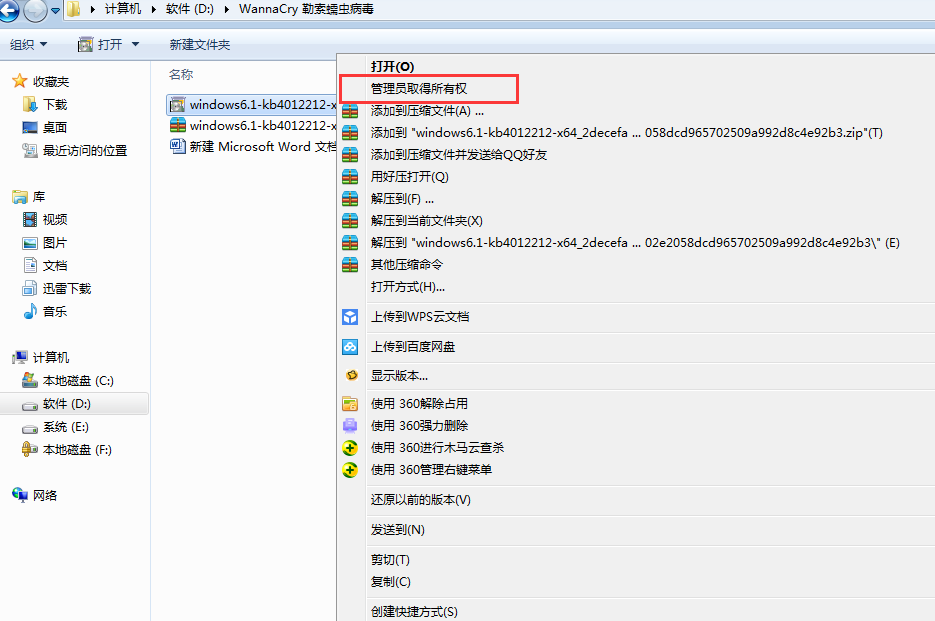 计算机 软件 (D:) WannaCry 勒索蠕虫病毒
组织 打开 新建文件夹
收藏夹
下载
桌面
最近访问的位置
库
视频
图片
文档
迅雷下载
音乐
计算机
本地磁盘 (C:)
软件 (D:)
系统 (E:)
本地磁盘 (F:)
网络
名称
windows6.1-kb4012212-x
windows6.1-kb4012212-x
新建 Microsoft Word 文档
打开(O)
管理员取得所有权
添加到压缩文件(A) ...
添加到 "windows6.1-kb4012212-x64_2decefa ... 058dcd965702509a992d8c4e92b3.zip"(T)
添加到压缩文件并发送给QQ好友
用好压打开(Q)
解压到(F) ...
解压到当前文件夹(X)
解压到 "windows6.1-kb4012212-x64_2decefa ... 02e2058dcd965702509a992d8c4e92b3\" (E)
其他压缩命令
打开方式(H)...
上传到WPS云文档
上传到百度网盘
显示版本...
使用 360解除占用
使用 360强力删除
使用 360进行木马云查杀
使用 360管理右键菜单
还原以前的版本(V)
发送到(N)
剪切(T)
复制(C)
创建快捷方式(S)